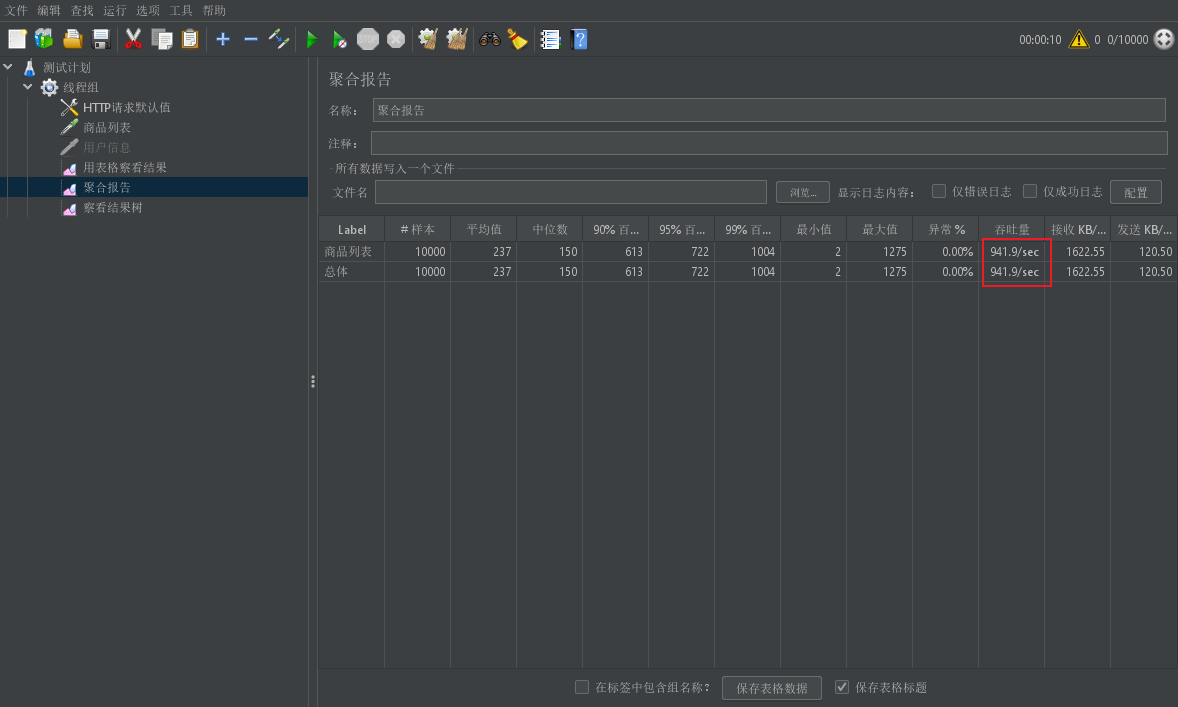 文件 编辑 查找 运行 选项 工具 帮助
00:00:10 0 0/10000
测试计划
线程组
HTTP请求默认值
商品列表
用户信息
用表格察看结果
聚合报告
察看结果树
聚合报告
名称： 聚合报告
注释：
所有数据写入一个文件
文件名 浏览... 显示日志内容： 仅错误日志 仅成功日志 配置
Label # 样本 平均值 中位数 90% 百... 95% 百... 99% 百... 最小值 最大值 异常 % 吞吐量 接收 KB/... 发送 KB/...
商品列表 10000 237 150 613 722 1004 2 1275 0.00% 941.9/sec 1622.55 120.50
总体 10000 237 150 613 722 1004 2 1275 0.00% 941.9/sec 1622.55 120.50
在标签中包含组名称？ 保存表格数据 保存表格标题